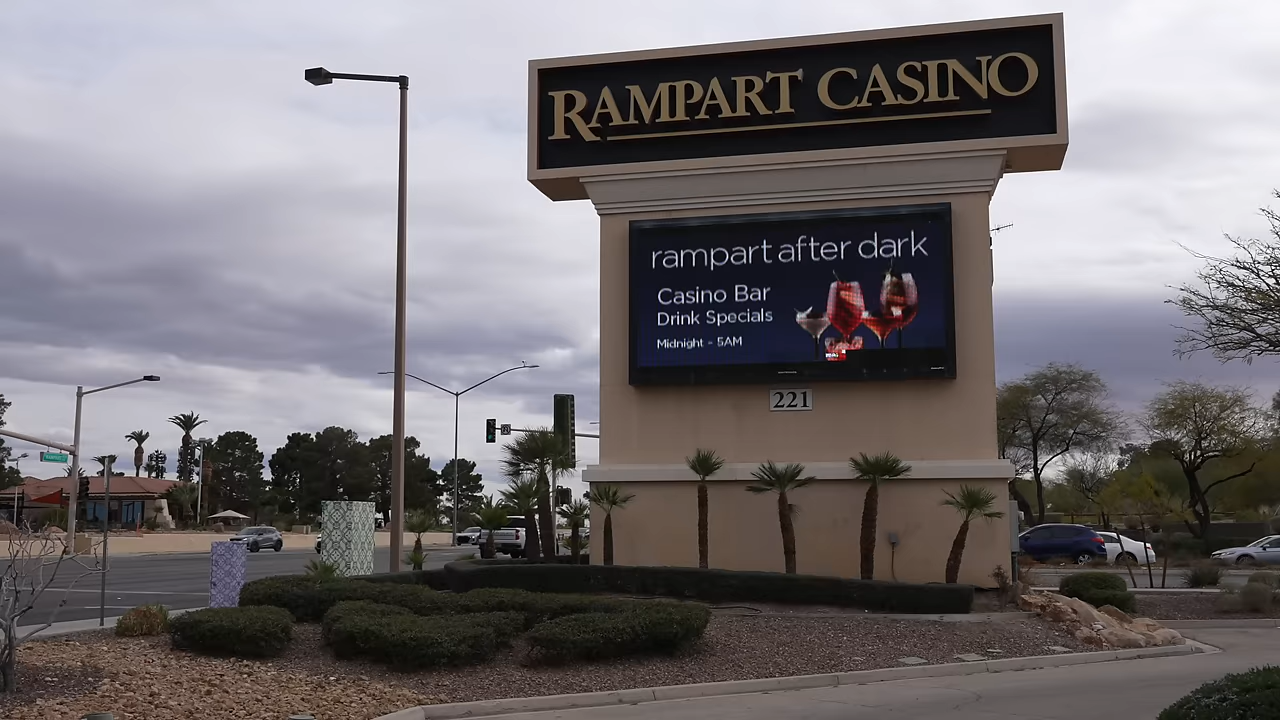 RAMPART CASINO
rampart after dark
Casino Bar
Drink Specials
Midnight - 5AM
221